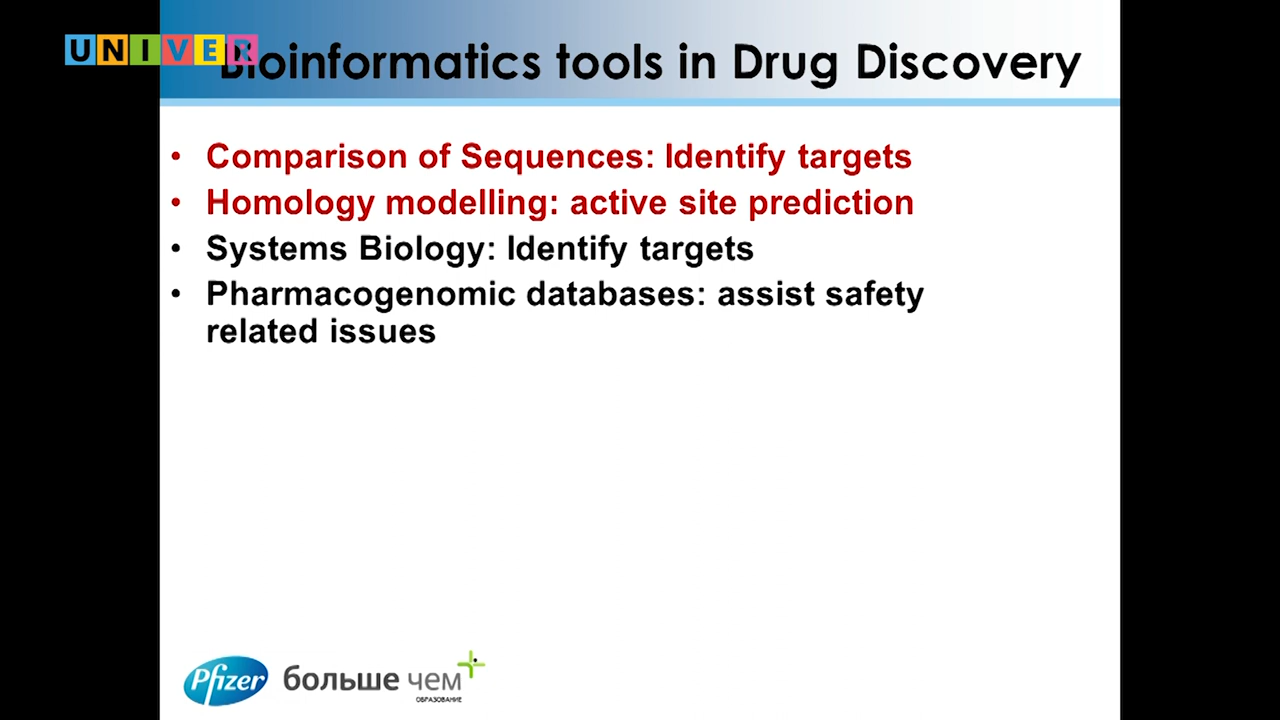 UNIVER
Bioinformatics tools in Drug Discovery
• Comparison of Sequences: Identify targets
• Homology modelling: active site prediction
• Systems Biology: Identify targets
• Pharmacogenomic databases: assist safety
related issues
Pfizer
больше чем
ОБРАЗОВАНИЕ